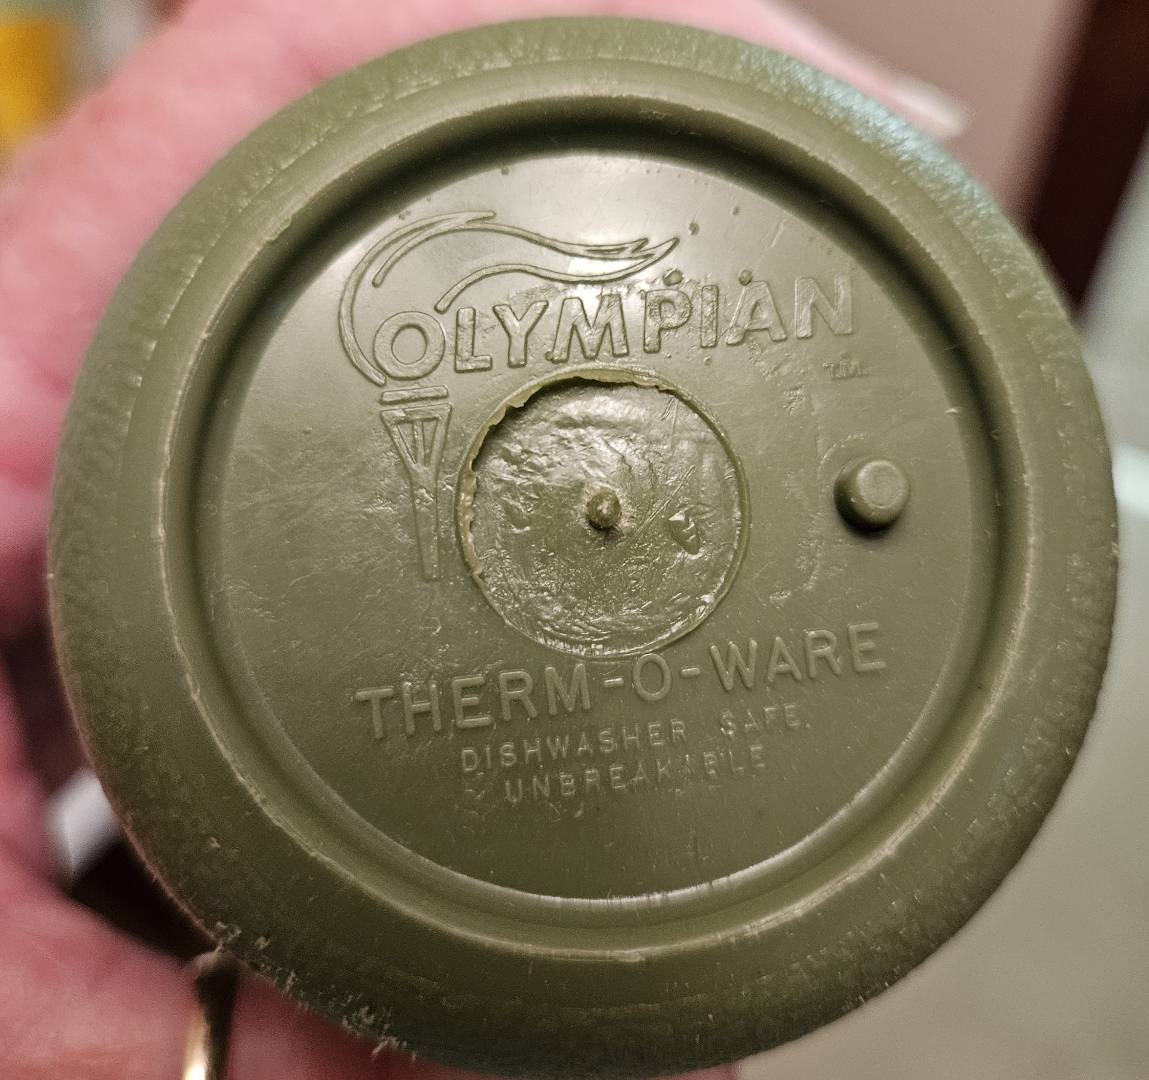 OLYMPIAN
T.M.
THERM-O-WARE
DISHWASHER SAFE
UNBREAKABLE